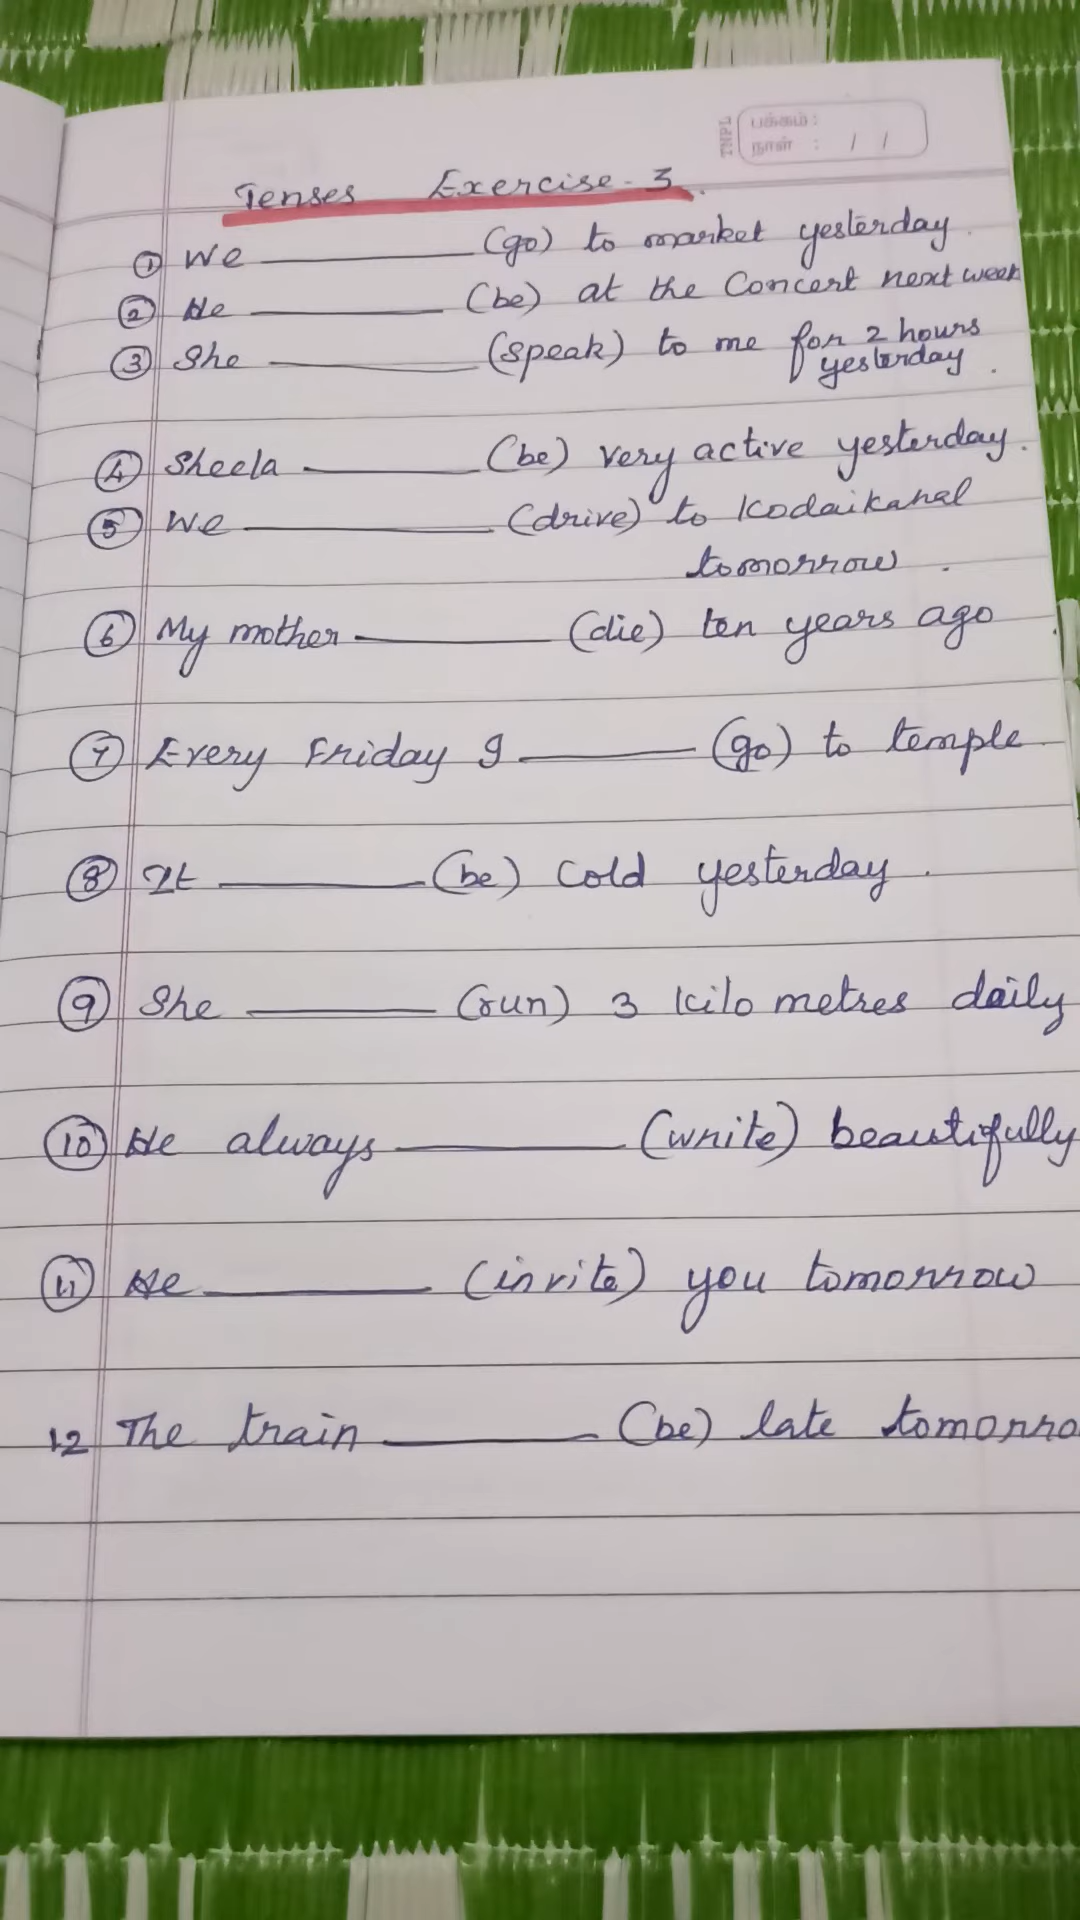 TNPL
பக்கம் :
நாள் : / /
Tenses Exercise - 3.
① We ________ (go) to market yesterday.
② He ________ (be) at the Concert next week
③ She ________ (speak) to me for 2 hours
yesterday.
④ Sheela ________ (be) very active yesterday.
⑤ We ________ (drive) to Kodaikanal
tomorrow.
⑥ My mother ________ (die) ten years ago.
⑦ Every Friday I ________ (go) to temple
⑧ It ________ (be) cold yesterday.
⑨ She ________ (run) 3 kilo metres daily
⑩ He always ________ (write) beautifully
⑪ He ________ (invite) you tomorrow
12 The train ________ (be) late tomorro